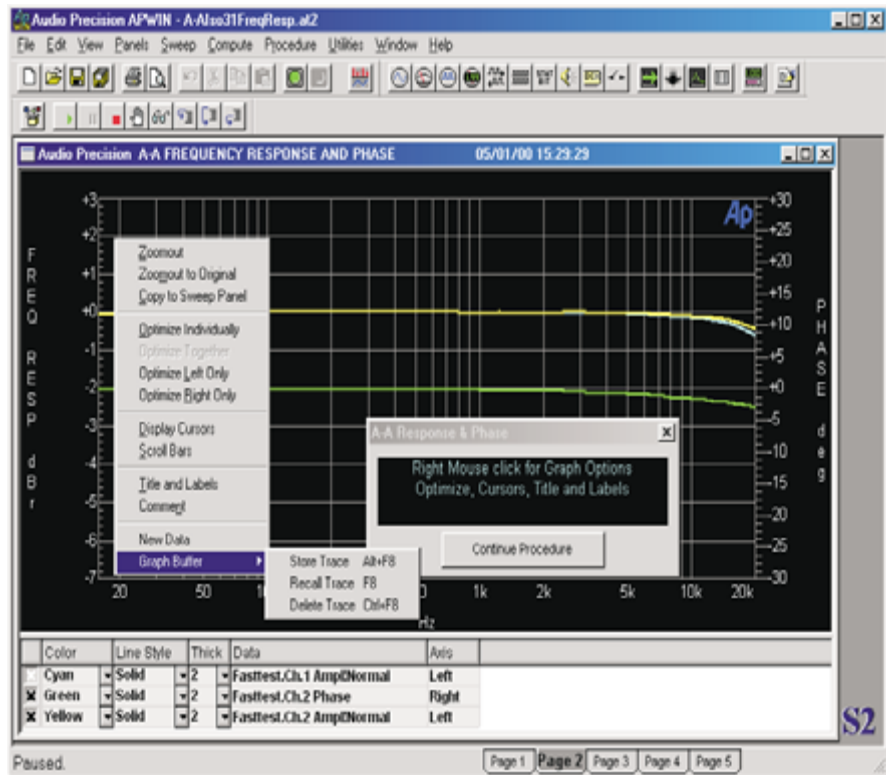 Audio Precision APWIN - A-AIso31FreqResp.at2
File Edit View Panels Sweep Compute Procedure Utilities Window Help
Audio Precision A-A FREQUENCY RESPONSE AND PHASE 05/01/00 15:29:29
Ap
+3
+2
+1
+0
-1
-2
-3
-4
-5
-6
-7
FREQ RESP dBr
Zoomout
Zoomout to Original
Copy to Sweep Panel
Optimize Individually
Optimize Together
Optimize Left Only
Optimize Right Only
Display Cursors
Scroll Bars
Title and Labels
Comment
New Data
Graph Buffer
Store Trace Alt+F8
Recall Trace F8
Delete Trace Ctrl+F8
A-A Response & Phase
Right Mouse click for Graph Options
Optimize, Cursors, Title and Labels
Continue Procedure
+30
+25
+20
+15
+10
+5
+0
-5
-10
-15
-20
-25
-30
PHASE deg
20 50 1k 2k 5k 10k 20k
Hz
Color Line Style Thick Data Axis
Cyan Solid 2 Fasttest.Ch.1 Ampl!Normal Left
Green Solid 2 Fasttest.Ch.2 Phase Right
Yellow Solid 2 Fasttest.Ch.2 Ampl!Normal Left
S2
Paused.
Page 1 Page 2 Page 3 Page 4 Page 5